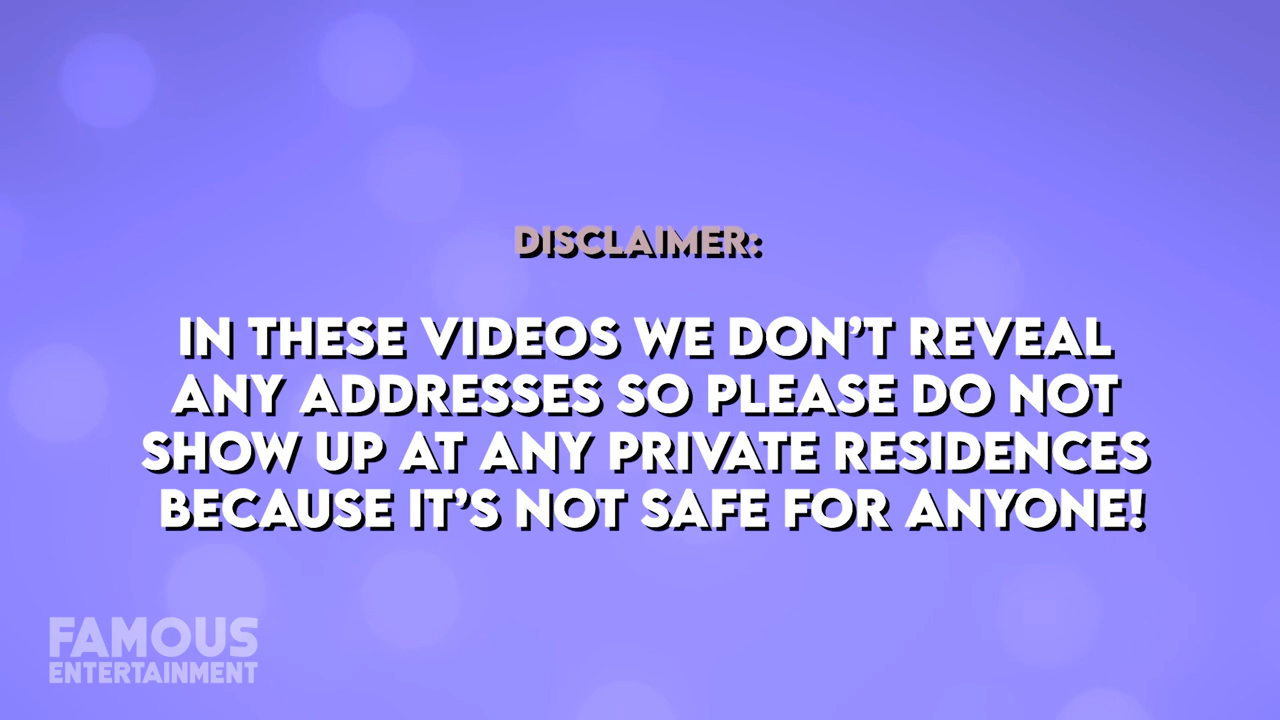 DISCLAIMER:
IN THESE VIDEOS WE DON'T REVEAL
ANY ADDRESSES SO PLEASE DO NOT
SHOW UP AT ANY PRIVATE RESIDENCES
BECAUSE IT'S NOT SAFE FOR ANYONE!
FAMOUS
ENTERTAINMENT